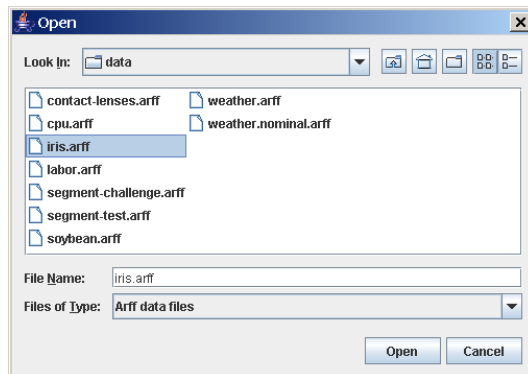 Open
Look In: data
contact-lenses.arff
cpu.arff
iris.arff
labor.arff
segment-challenge.arff
segment-test.arff
soybean.arff
weather.arff
weather.nominal.arff
File Name: iris.arff
Files of Type: Arff data files
Open Cancel